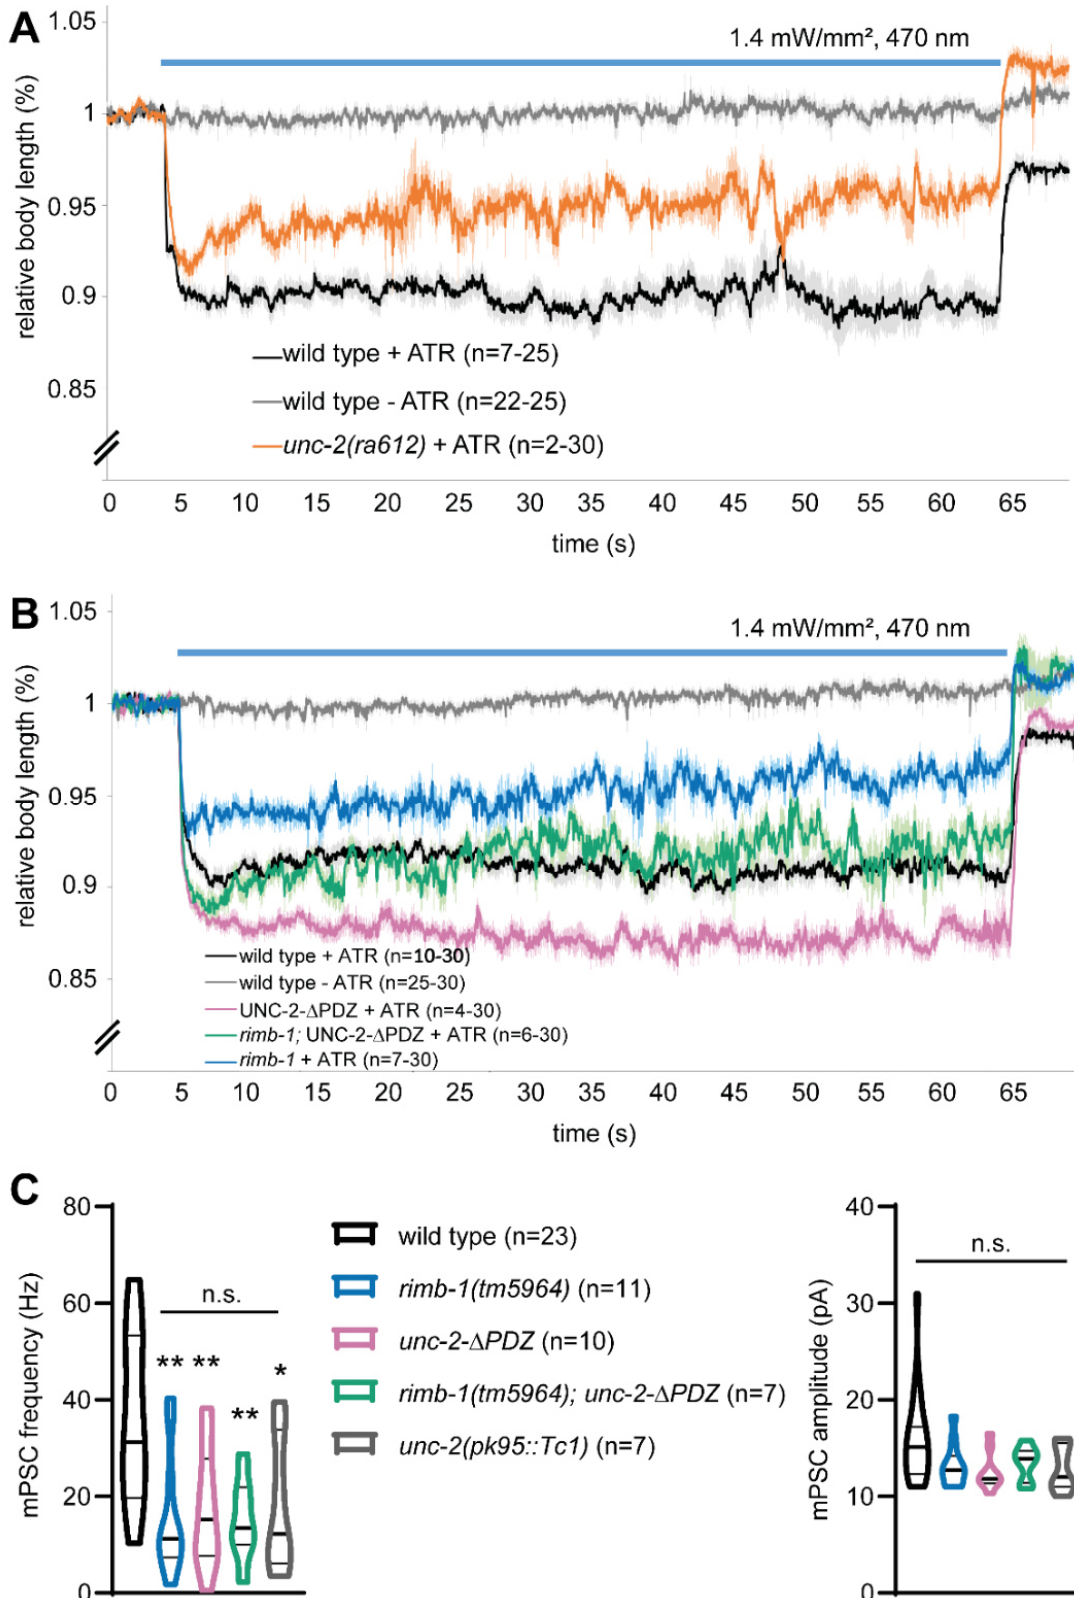 A
1.05
1.4 mW/mm², 470 nm
1
0.95
0.9
0.85
relative body length (%)
wild type + ATR (n=7-25)
wild type - ATR (n=22-25)
unc-2(ra612) + ATR (n=2-30)
0 5 10 15 20 25 30 35 40 45 50 55 60 65
time (s)
B
1.05
1.4 mW/mm², 470 nm
1
0.95
0.9
0.85
relative body length (%)
wild type + ATR (n=10-30)
wild type - ATR (n=25-30)
UNC-2-ΔPDZ + ATR (n=4-30)
rimb-1; UNC-2-ΔPDZ + ATR (n=6-30)
rimb-1 + ATR (n=7-30)
0 5 10 15 20 25 30 35 40 45 50 55 60 65
time (s)
C
80
60
40
20
0
mPSC frequency (Hz)
n.s.
** **
*
**
wild type (n=23)
rimb-1(tm5964) (n=11)
unc-2-ΔPDZ (n=10)
rimb-1(tm5964); unc-2-ΔPDZ (n=7)
unc-2(pk95::Tc1) (n=7)
40
30
20
10
0
mPSC amplitude (pA)
n.s.